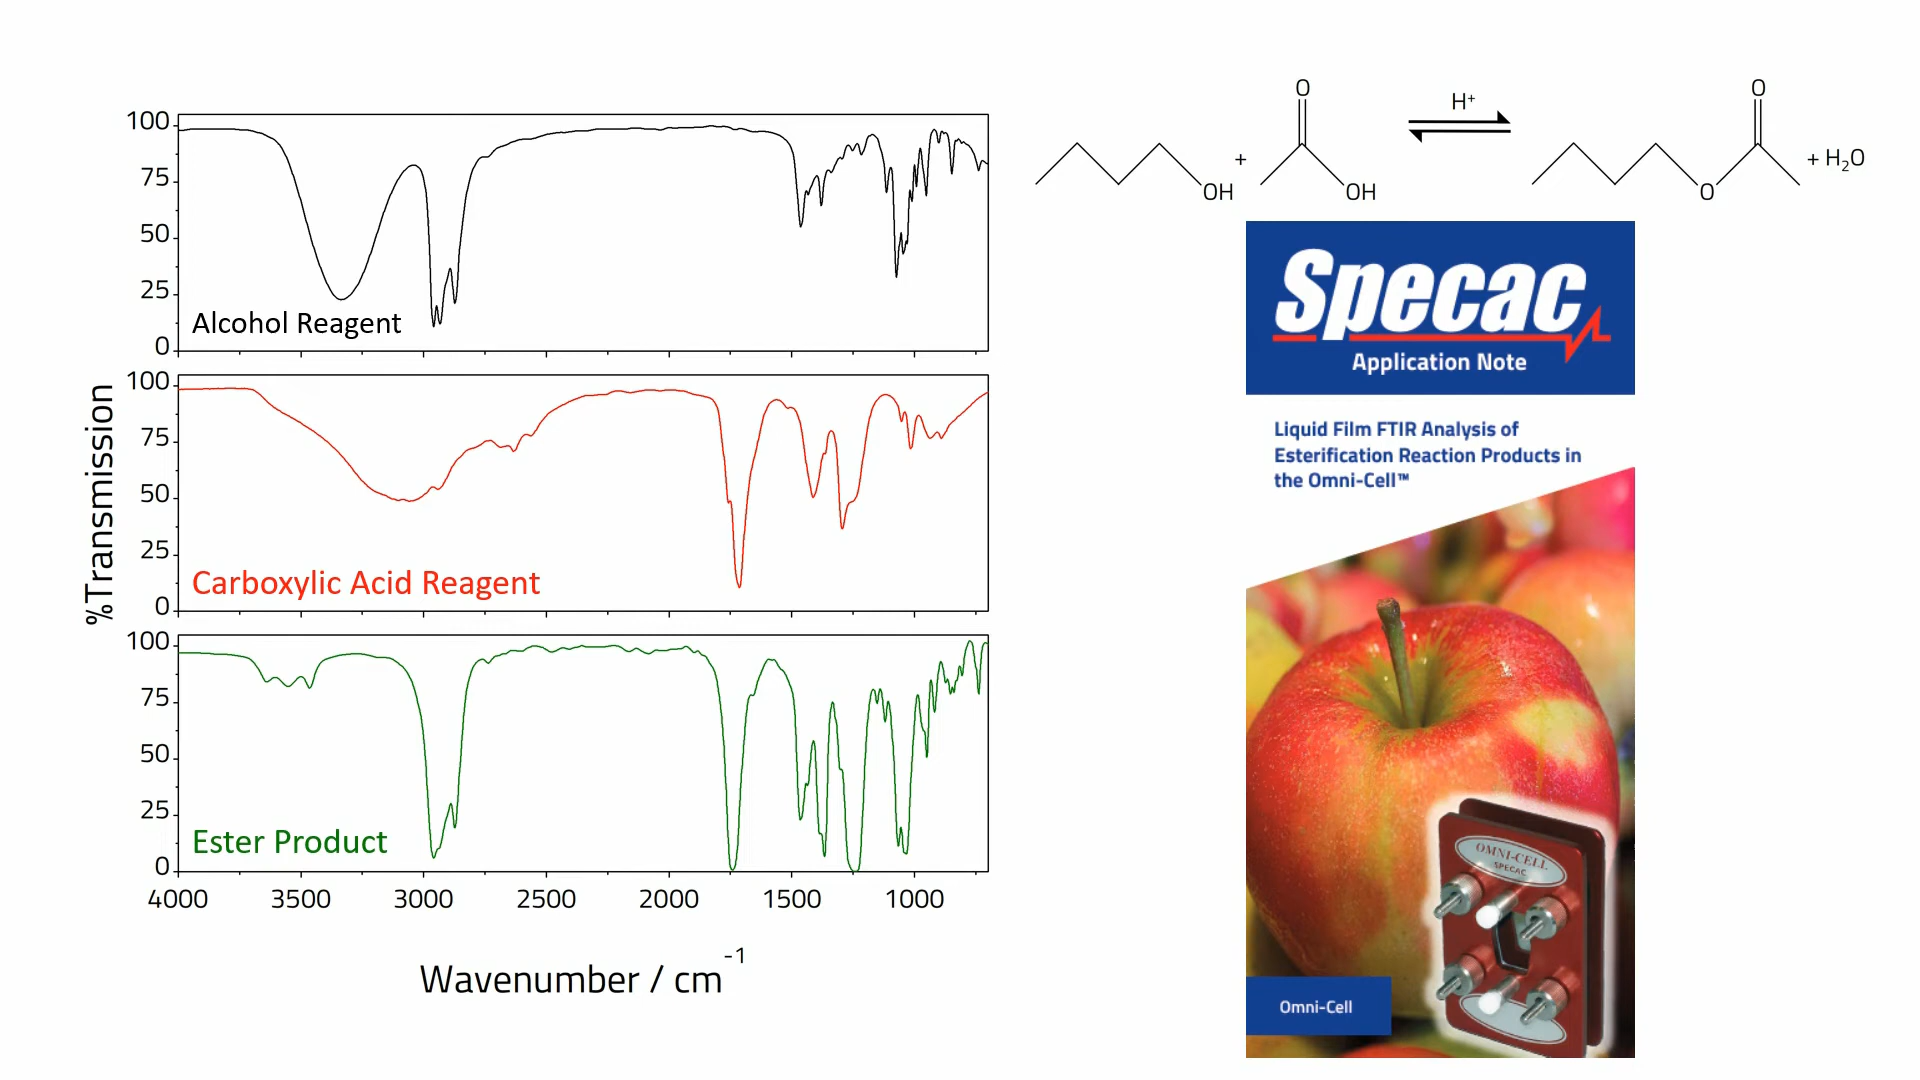 100
75
50
25
0
Alcohol Reagent
100
75
50
25
0
Carboxylic Acid Reagent
100
75
50
25
0
Ester Product
4000 3500 3000 2500 2000 1500 1000
%Transmission
Wavenumber / cm⁻¹
OH
+
O
OH
H⁺
O
O
+ H₂O
Specac
Application Note
Liquid Film FTIR Analysis of
Esterification Reaction Products in
the Omni-Cell™
OMNI-CELL
SPECAC
Omni-Cell